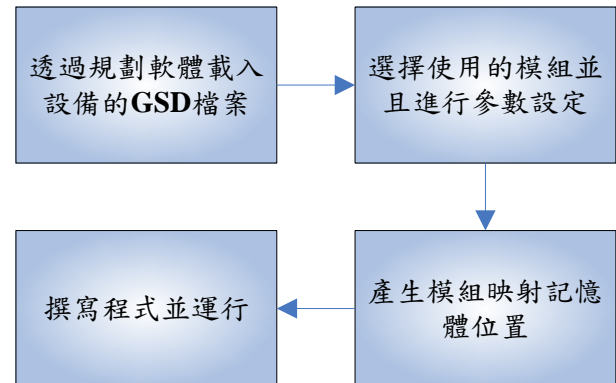 透過規劃軟體載入
設備的GSD檔案
選擇使用的模組並
且進行參數設定
產生模組映射記憶
體位置
撰寫程式並運行